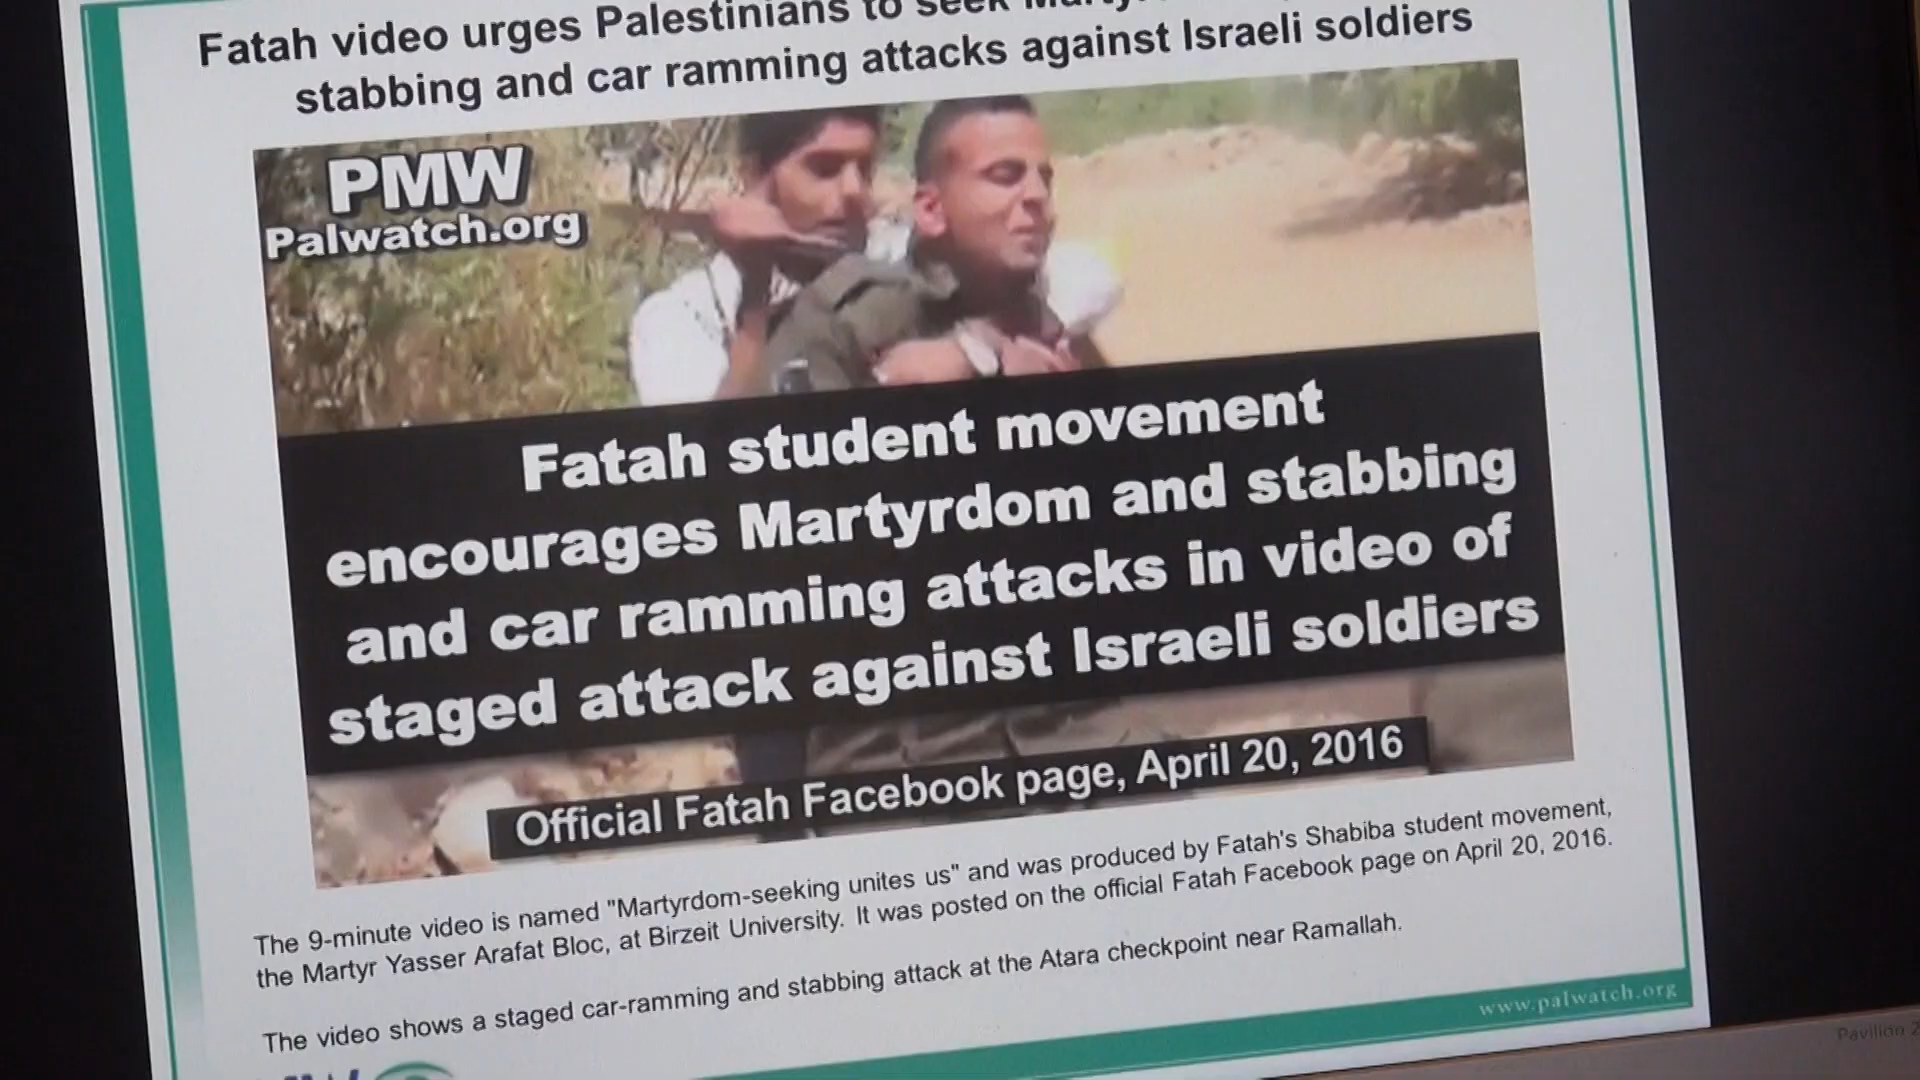 Fatah video urges Palestinians to seek
stabbing and car ramming attacks against Israeli soldiers
PMW
Palwatch.org
Fatah student movement
encourages Martyrdom and stabbing
and car ramming attacks in video of
staged attack against Israeli soldiers
Official Fatah Facebook page, April 20, 2016
The 9-minute video is named "Martyrdom-seeking unites us" and was produced by Fatah's Shabiba student movement,
the Martyr Yasser Arafat Bloc, at Birzeit University. It was posted on the official Fatah Facebook page on April 20, 2016.
The video shows a staged car-ramming and stabbing attack at the Atara checkpoint near Ramallah.
www.palwatch.org
Pavilion